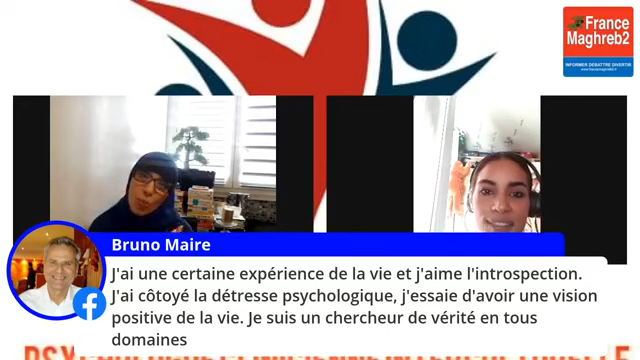 France
Maghreb2
INFORMER DEBATTRE DIVERTIR
Bruno Maire
J'ai une certaine expérience de la vie et j'aime l'introspection.
J'ai côtoyé la détresse psychologique, j'essaie d'avoir une vision
positive de la vie. Je suis un chercheur de vérité en tous
domaines